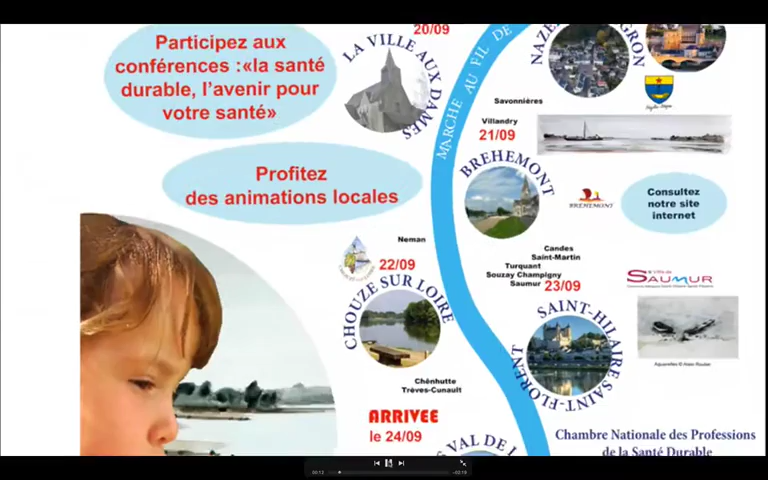 20/09
Participez aux
conférences :«la santé
durable, l'avenir pour
votre santé»
LA VILLE AUX DAMES
MARCHE AU FIL DE
Savonnières
Villandry
21/09
BREHEMONT
Profitez
des animations locales
BREHEMONT
Consultez
notre site
internet
Neman
22/09
CHOUZE SUR LOIRE
Candes
Saint-Martin
Turquant
Souzay Champigny
Saumur 23/09
SAUMUR
SAINT-HILAIRE SAINT-FLORENT
Chênhutte
Trèves-Cunault
ARRIVEE
le 24/09
VAL DE L
Chambre Nationale des Professions
de la Santé Durable
00:12